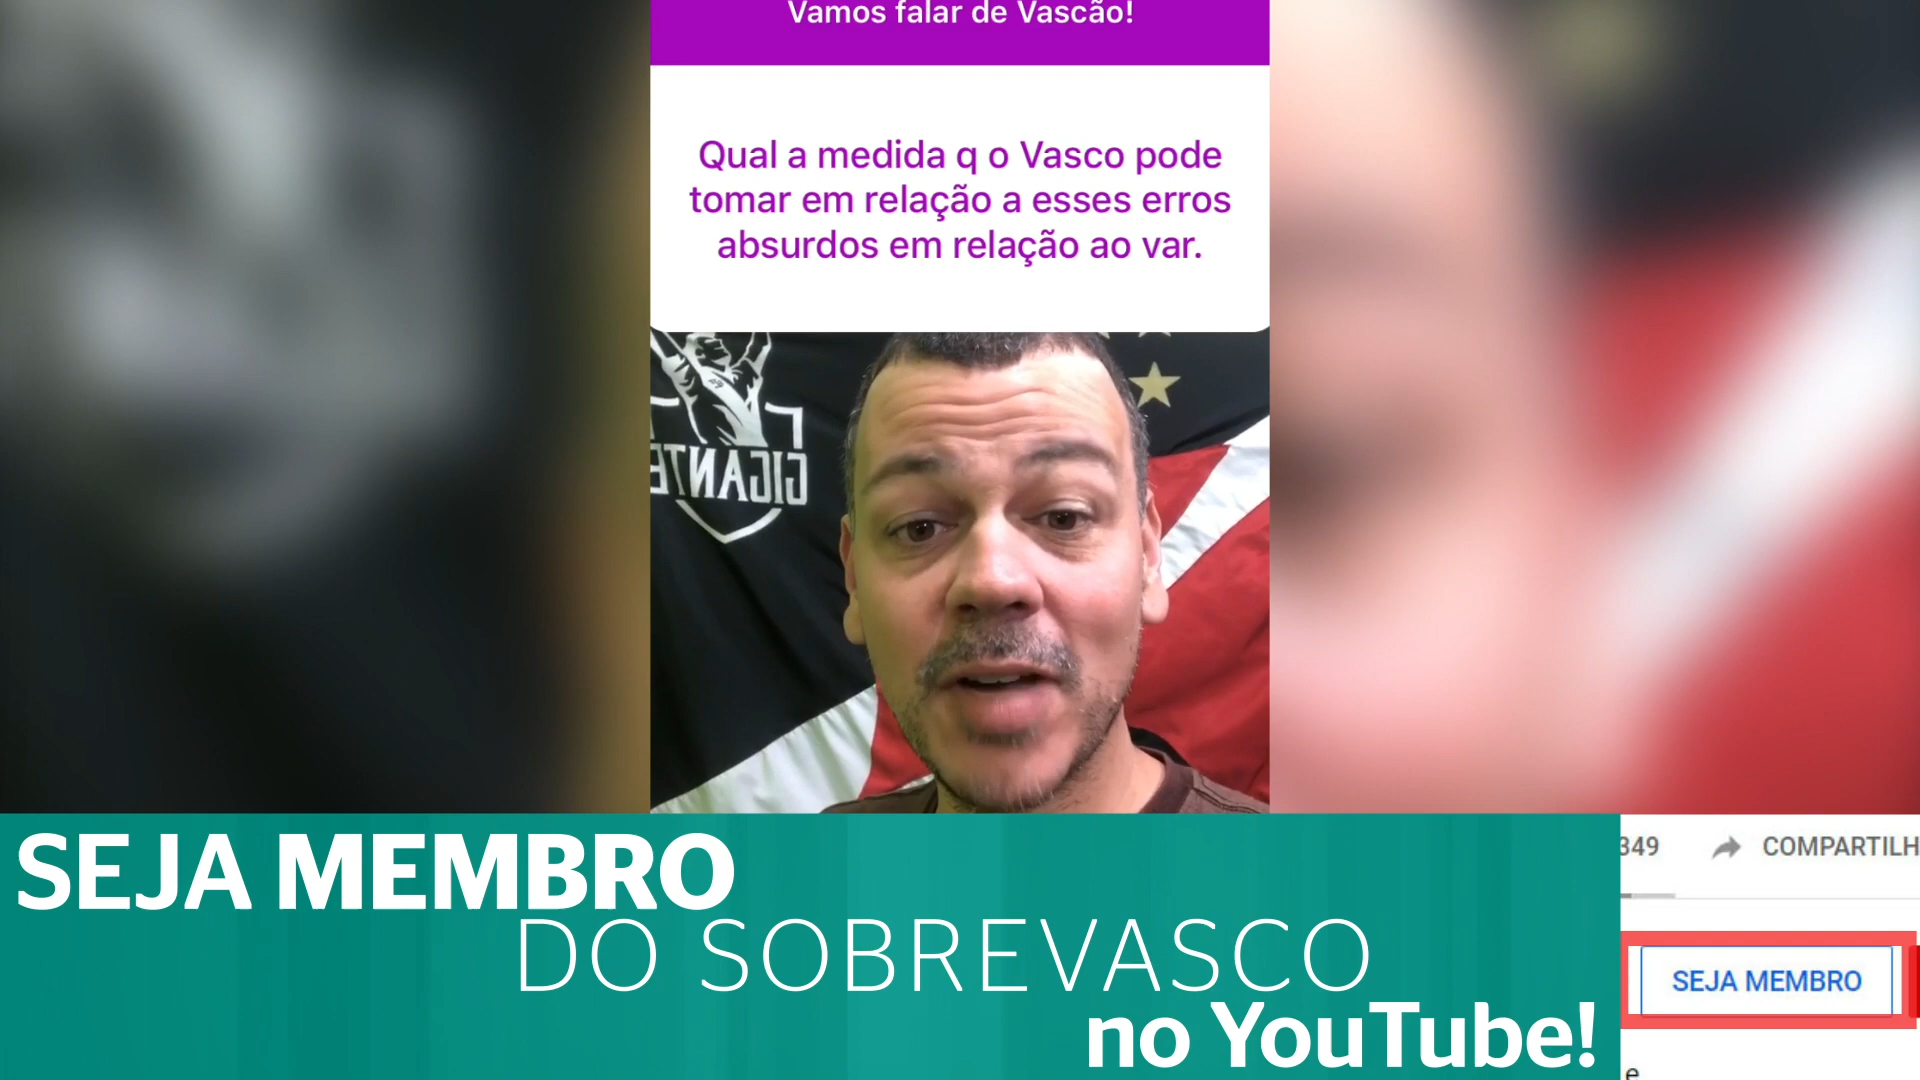 Vamos falar de Vascão!
Qual a medida q o Vasco pode
tomar em relação a esses erros
absurdos em relação ao var.
GIGANTE
SEJA MEMBRO
DO SOBREVASCO
no YouTube!
349
COMPARTILH
SEJA MEMBRO
e